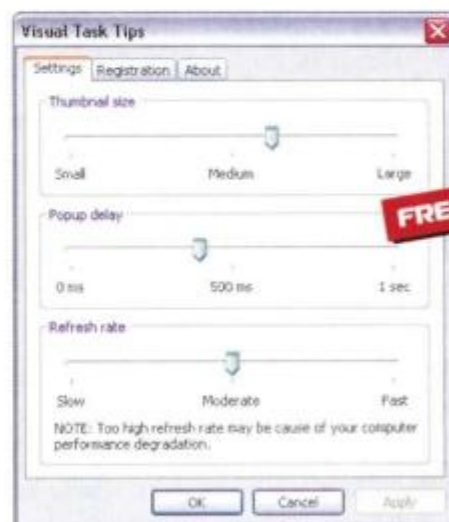 Visual Task Tips
Settings Registration About
Thumbnail size
Small Medium Large
FRE
Popup delay
0 ms 500 ms 1 sec
Refresh rate
Slow Moderate Fast
NOTE: Too high refresh rate may be cause of your computer
performance degradation.
OK Cancel Apply